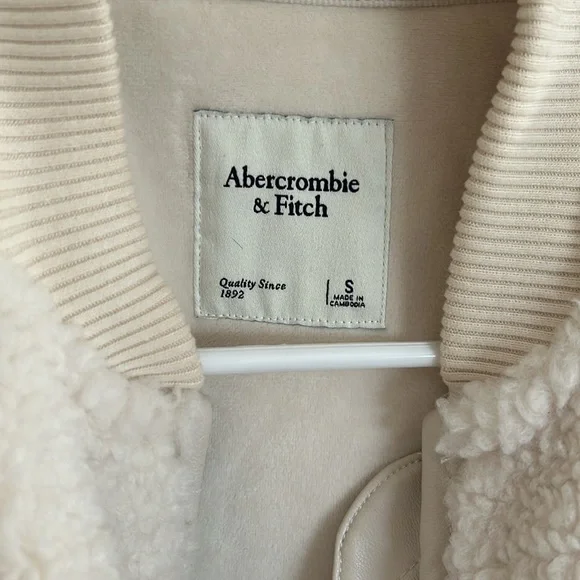 Abercrombie
& Fitch
Quality Since
1892
S
MADE IN
CAMBODIA